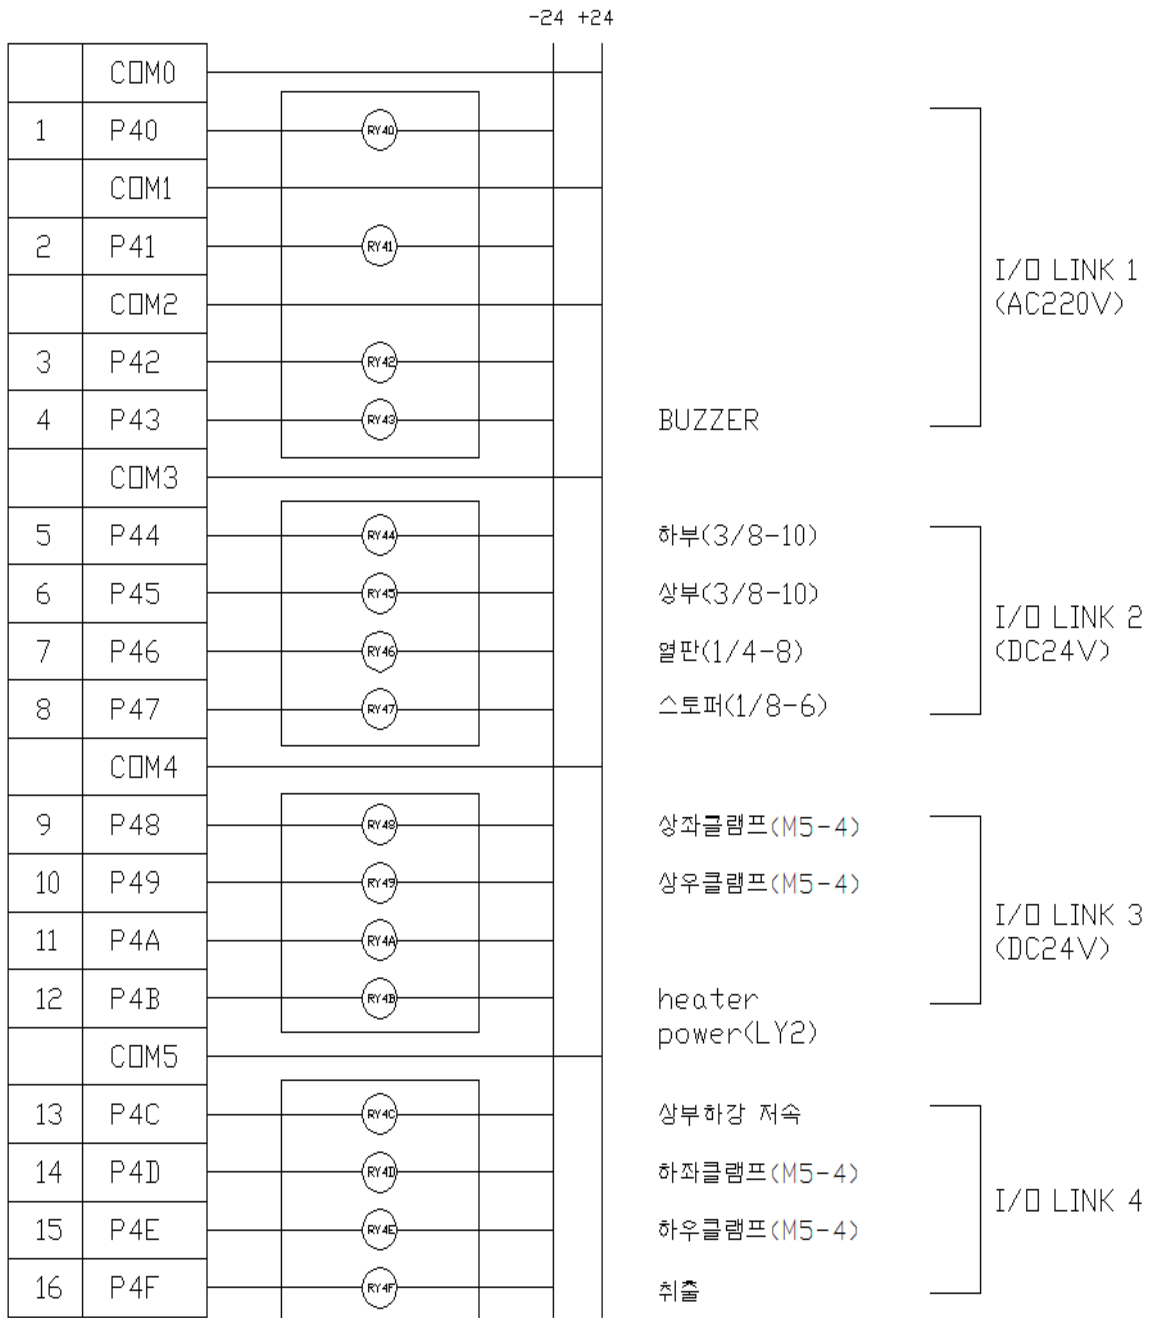 -24 +24
COM0
1 P40 RY40
COM1
2 P41 RY41
COM2
3 P42 RY42
4 P43 RY43 BUZZER
I/O LINK 1
(AC220V)
COM3
5 P44 RY44 하부(3/8-10)
6 P45 RY45 상부(3/8-10)
7 P46 RY46 열판(1/4-8)
8 P47 RY47 스토퍼(1/8-6)
I/O LINK 2
(DC24V)
COM4
9 P48 RY48 상좌클램프(M5-4)
10 P49 RY49 상우클램프(M5-4)
11 P4A RY4A
12 P4B RY4B heater
power(LY2)
I/O LINK 3
(DC24V)
COM5
13 P4C RY4C 상부하강 저속
14 P4D RY4D 하좌클램프(M5-4)
15 P4E RY4E 하우클램프(M5-4)
16 P4F RY4F 취출
I/O LINK 4